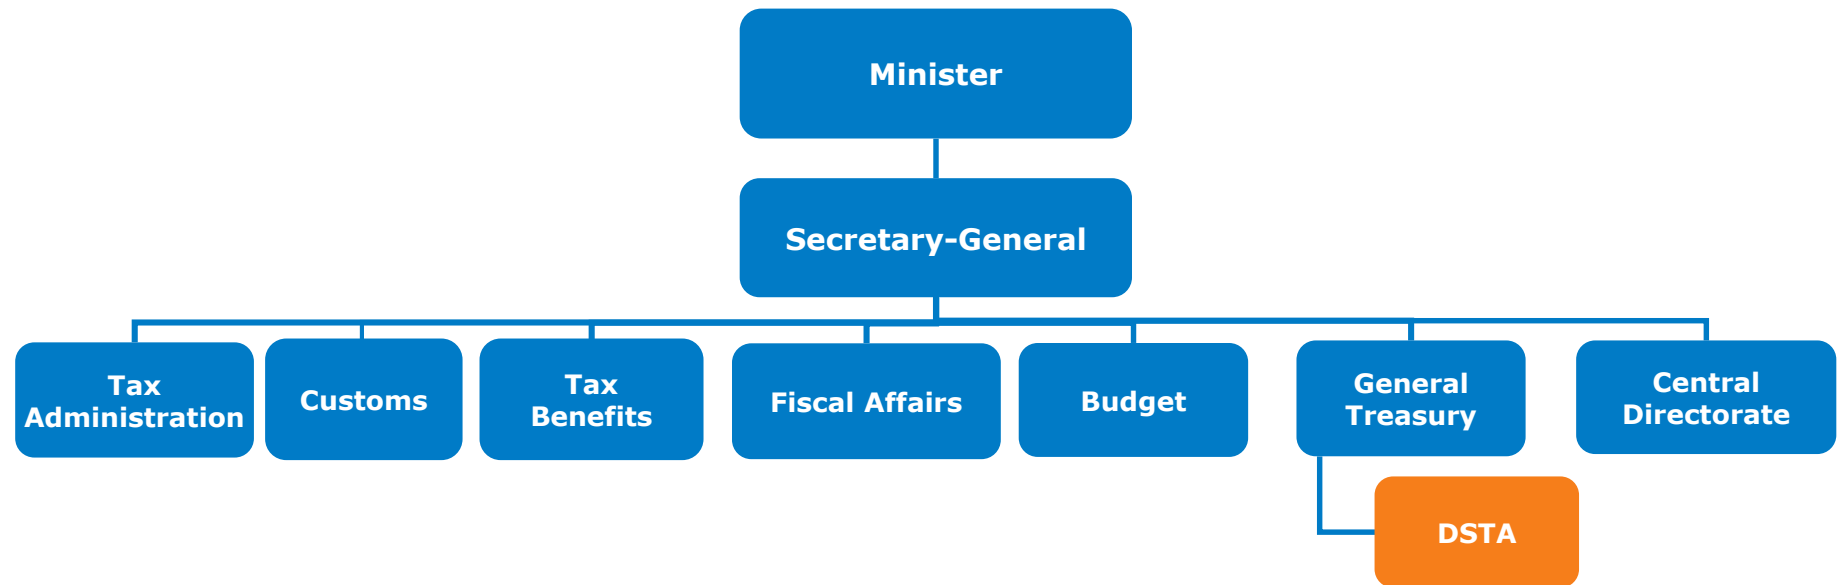 Minister
Secretary-General
Tax
Administration
Customs
Tax
Benefits
Fiscal Affairs
Budget
General
Treasury
Central
Directorate
DSTA